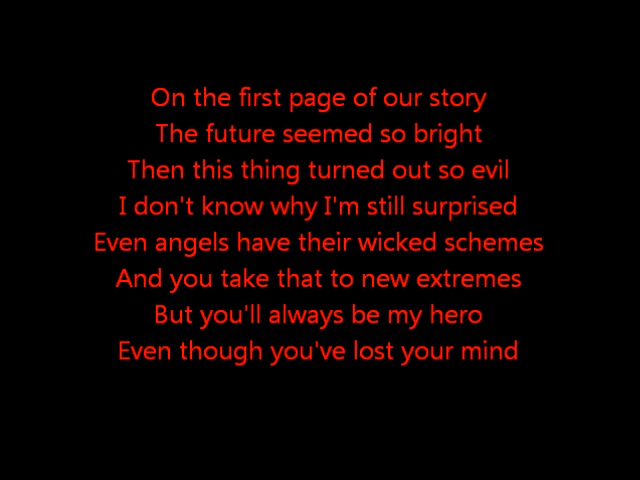 On the first page of our story
The future seemed so bright
Then this thing turned out so evil
I don't know why I'm still surprised
Even angels have their wicked schemes
And you take that to new extremes
But you'll always be my hero
Even though you've lost your mind